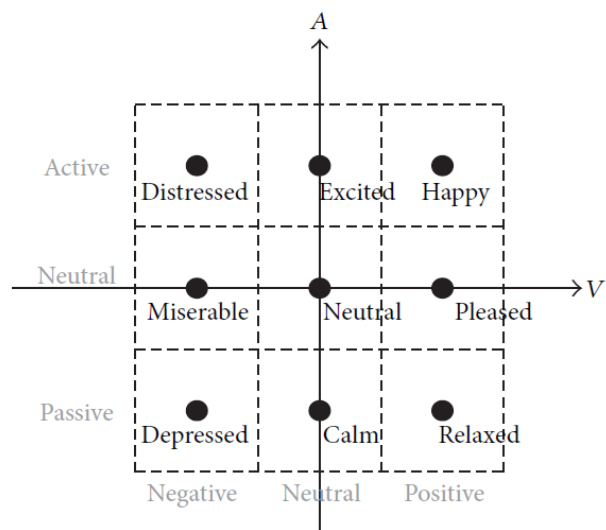 A
Active
Distressed Excited Happy
Neutral
V
Miserable Neutral Pleased
Passive
Depressed Calm Relaxed
Negative Neutral Positive